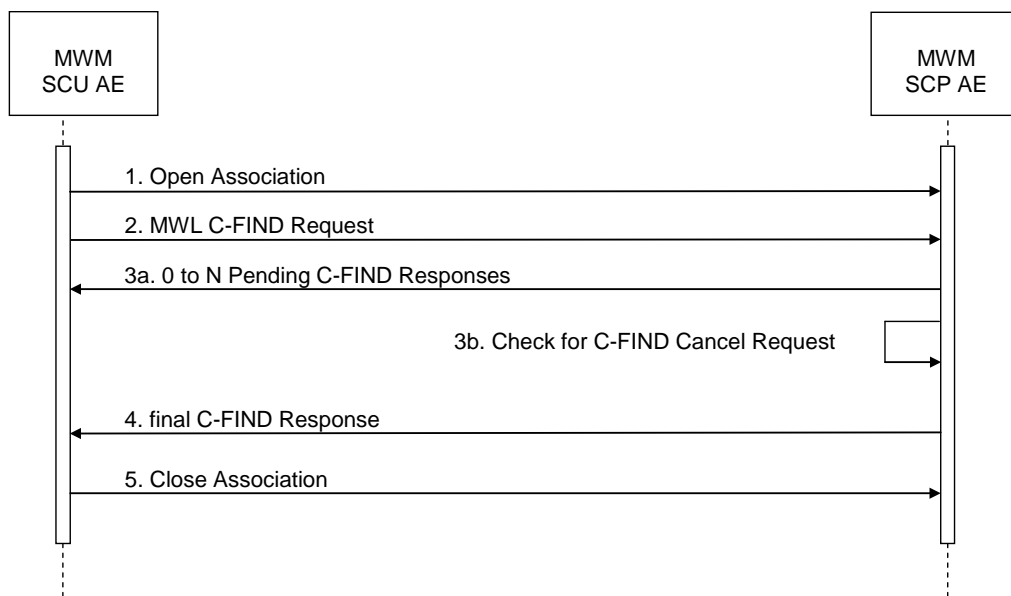 MWM
SCU AE
MWM
SCP AE
1. Open Association
2. MWL C-FIND Request
3a. 0 to N Pending C-FIND Responses
3b. Check for C-FIND Cancel Request
4. final C-FIND Response
5. Close Association